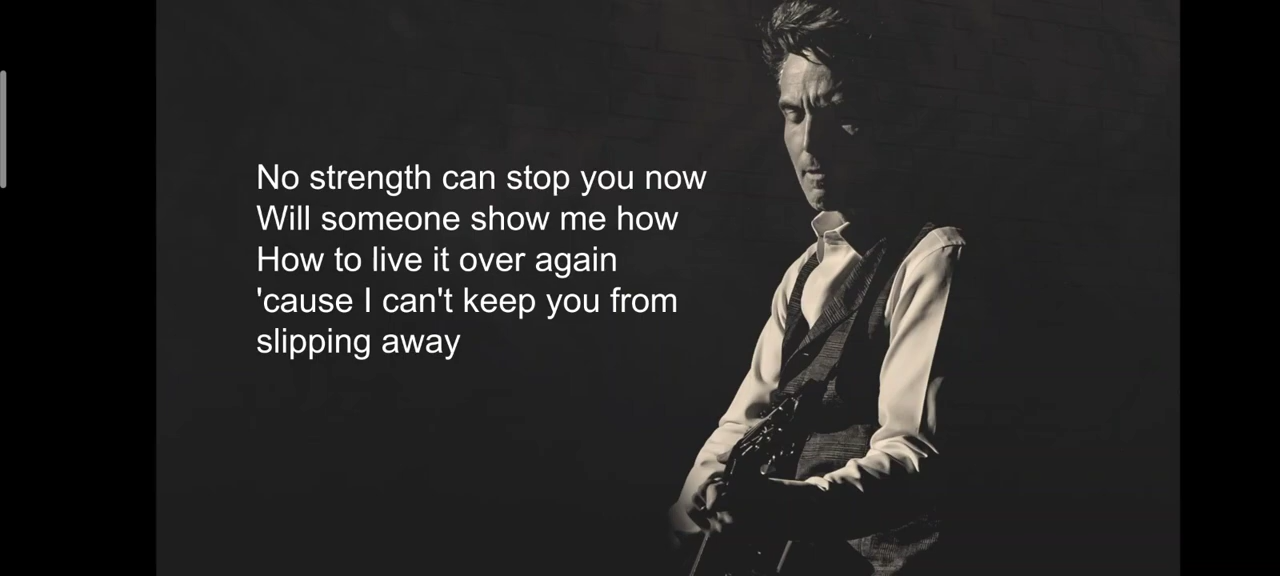 No strength can stop you now
Will someone show me how
How to live it over again
'cause I can't keep you from
slipping away